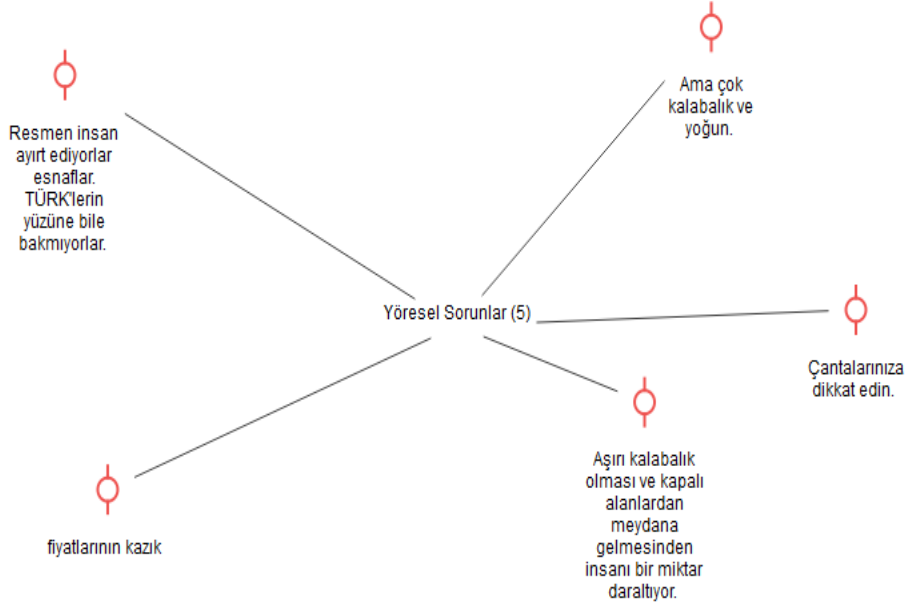 Resmen insan
ayırt ediyorlar
esnaflar.
TÜRK'lerin
yüzüne bile
bakmıyorlar.
Ama çok
kalabalık ve
yoğun.
Yöresel Sorunlar (5)
Çantalarınıza
dikkat edin.
fiyatlarının kazık
Aşırı kalabalık
olması ve kapalı
alanlardan
meydana
gelmesinden
insanı bir miktar
daraltıyor.